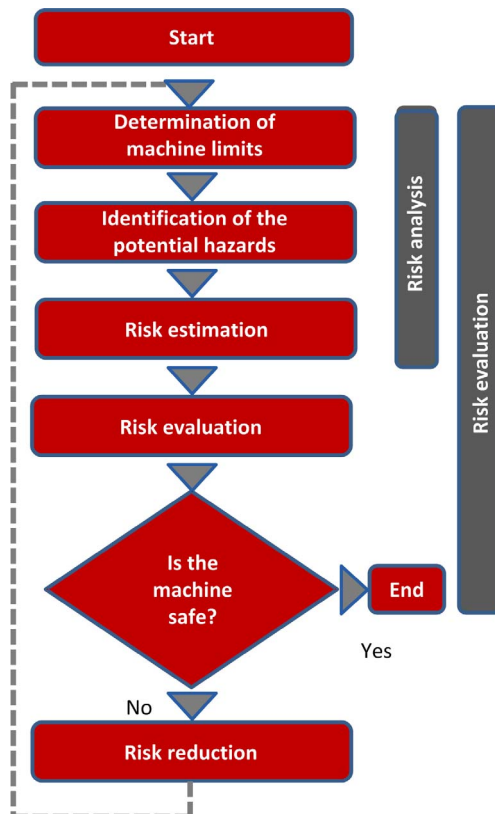 Start
Determination of
machine limits
Identification of the
potential hazards
Risk estimation
Risk evaluation
Is the
machine
safe?
End
Yes
No
Risk reduction
Risk analysis
Risk evaluation